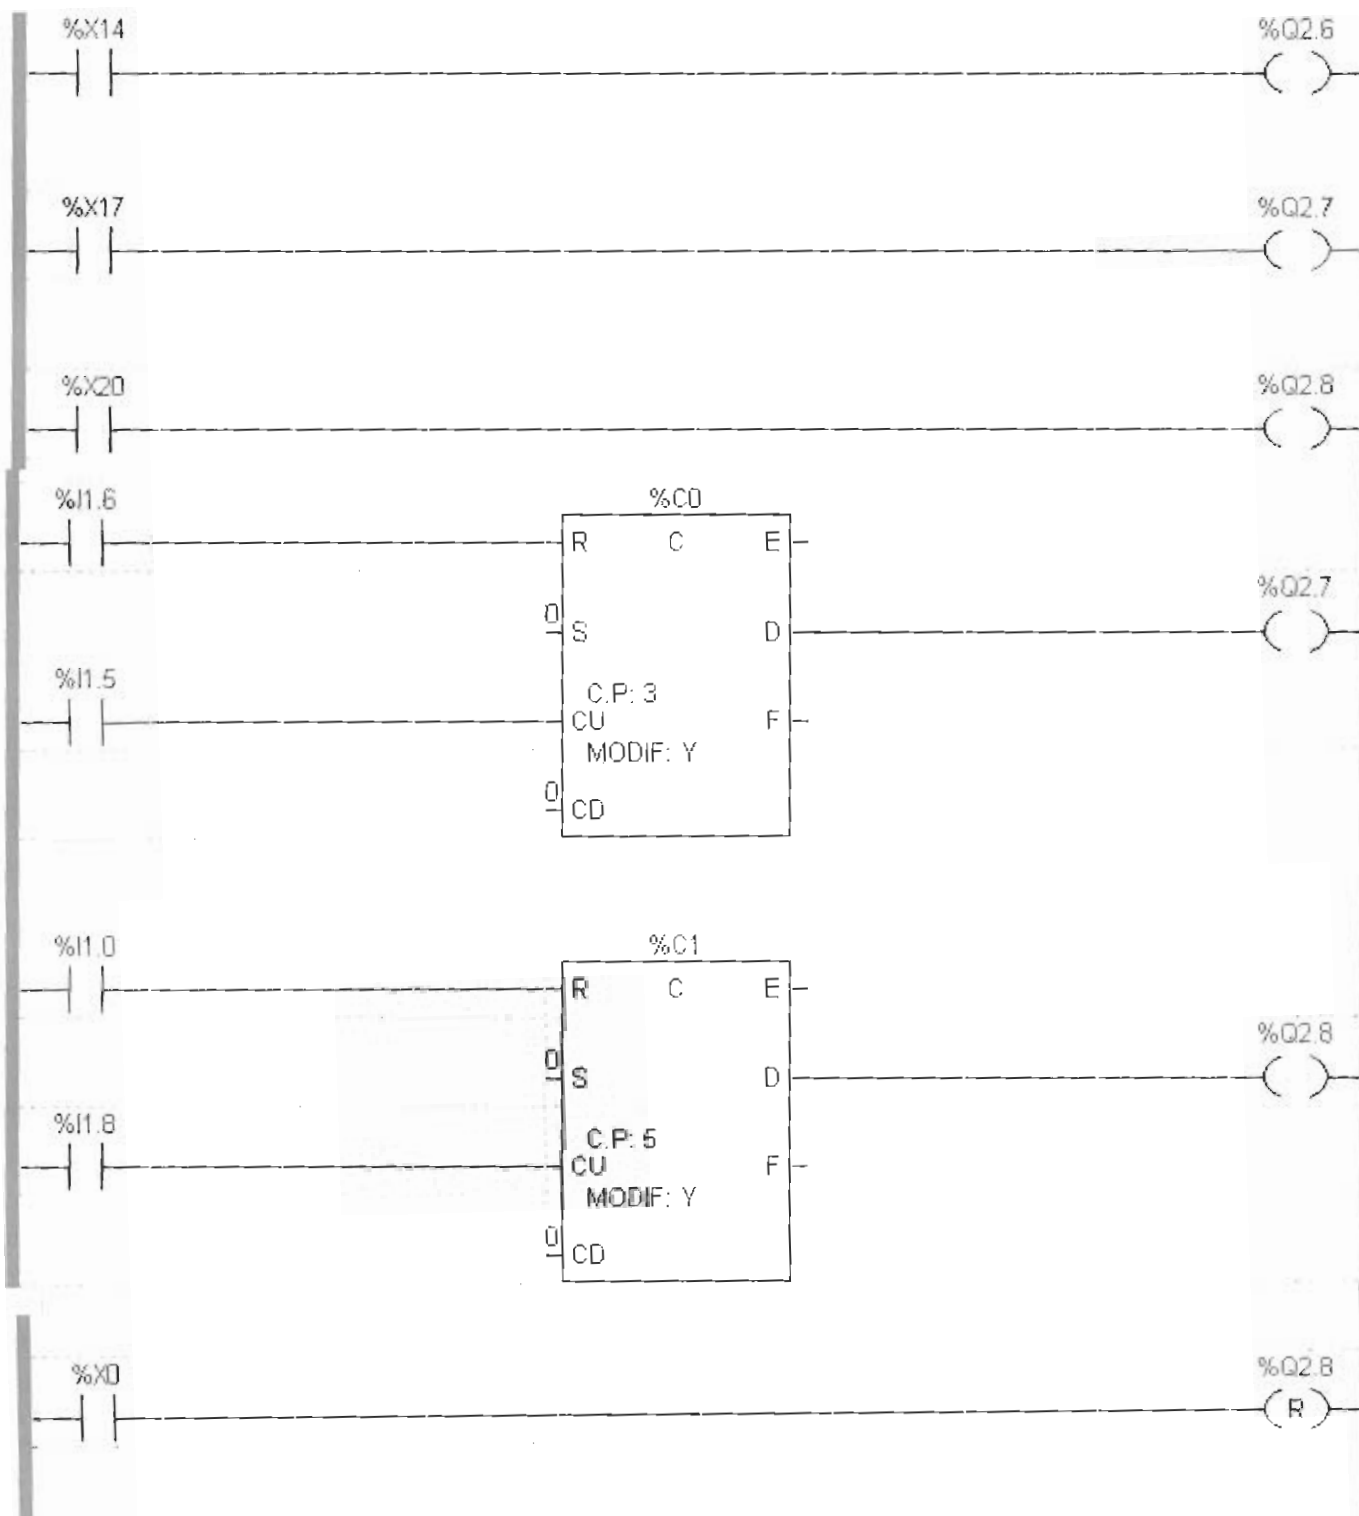 %X14 %Q2.6
%X17 %Q2.7
%X20 %Q2.8
%I1.6 %C0
R C E
%Q2.7
0
S D
%I1.5
C.P: 3
CU F
MODIF: Y
0
CD
%I1.0 %C1
R C E
%Q2.8
0
S D
%I1.8
C.P: 5
CU F
MODIF: Y
0
CD
%X0 %Q2.8
R